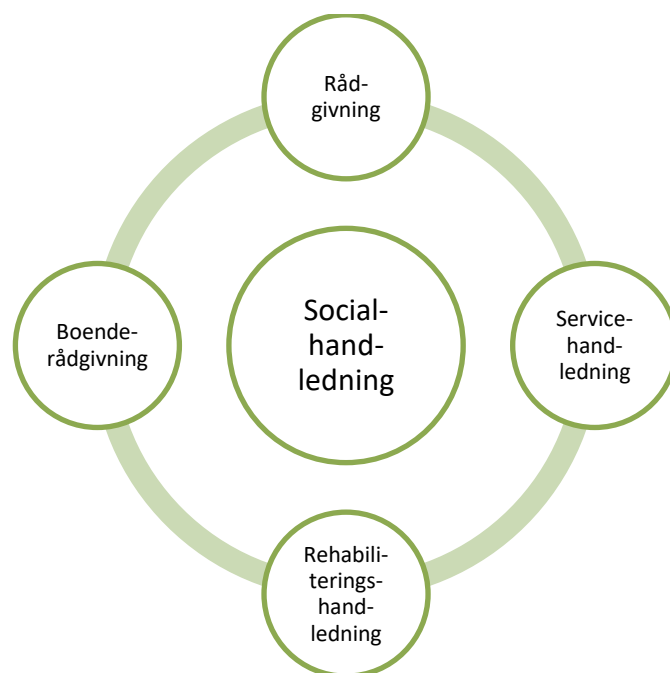 Råd-
givning
Boende-
rådgivning
Social-
hand-
ledning
Service-
hand-
ledning
Rehabili-
terings-
hand-
ledning